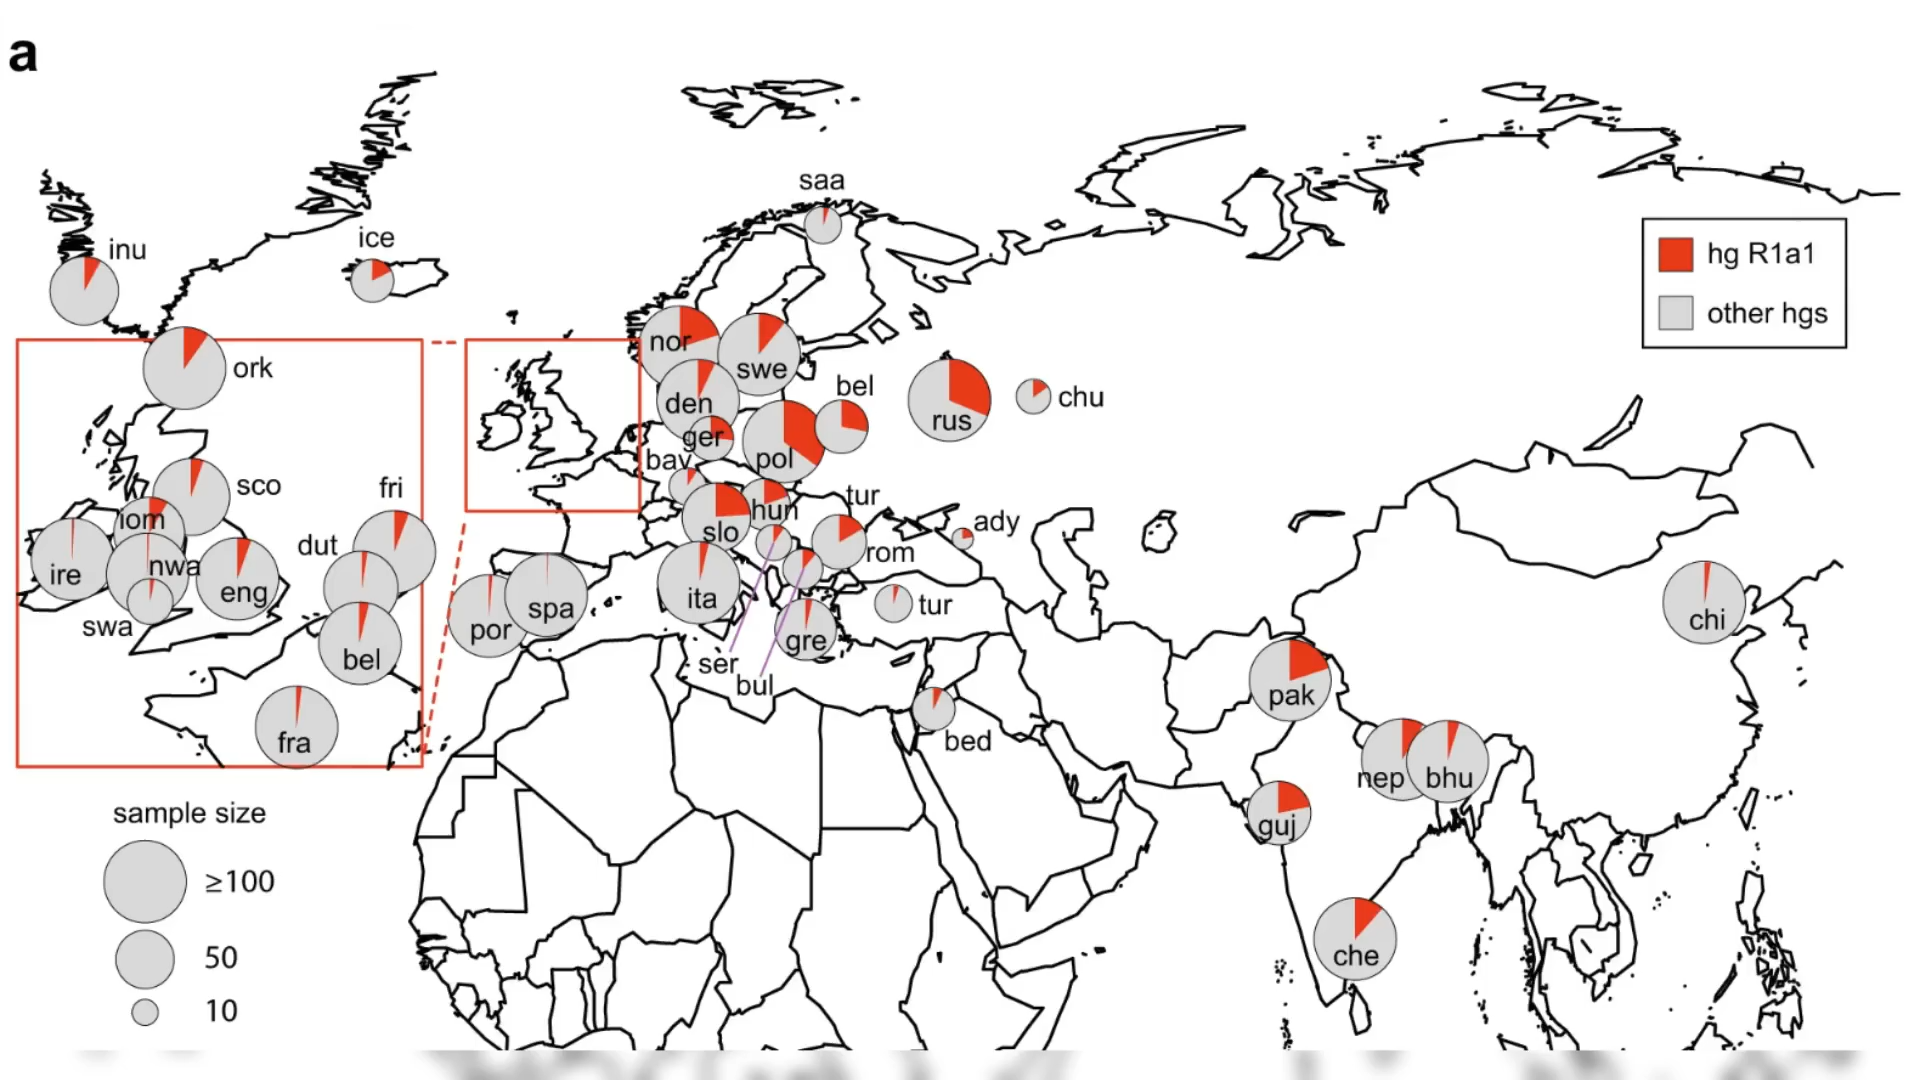 a
saa
inu
ice
hg R1a1
other hgs
ork
nor
swe
den
bel
rus
chu
ger
pol
bay
sco
fri
tur
iom
hun
slo
ady
dut
rom
ire
nwa
eng
ita
spa
por
tur
chi
swa
gre
bel
ser
bul
pak
fra
bed
nep
bhu
sample size
guj
≥100
50
che
10